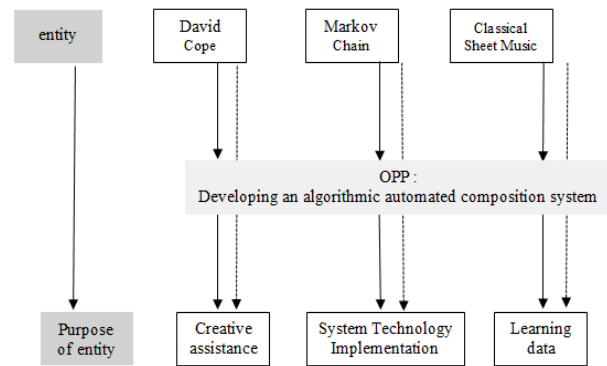 entity
David
Cope
Markov
Chain
Classical
Sheet Music
OPP :
Developing an algorithmic automated composition system
Purpose
of entity
Creative
assistance
System Technology
Implementation
Learning
data